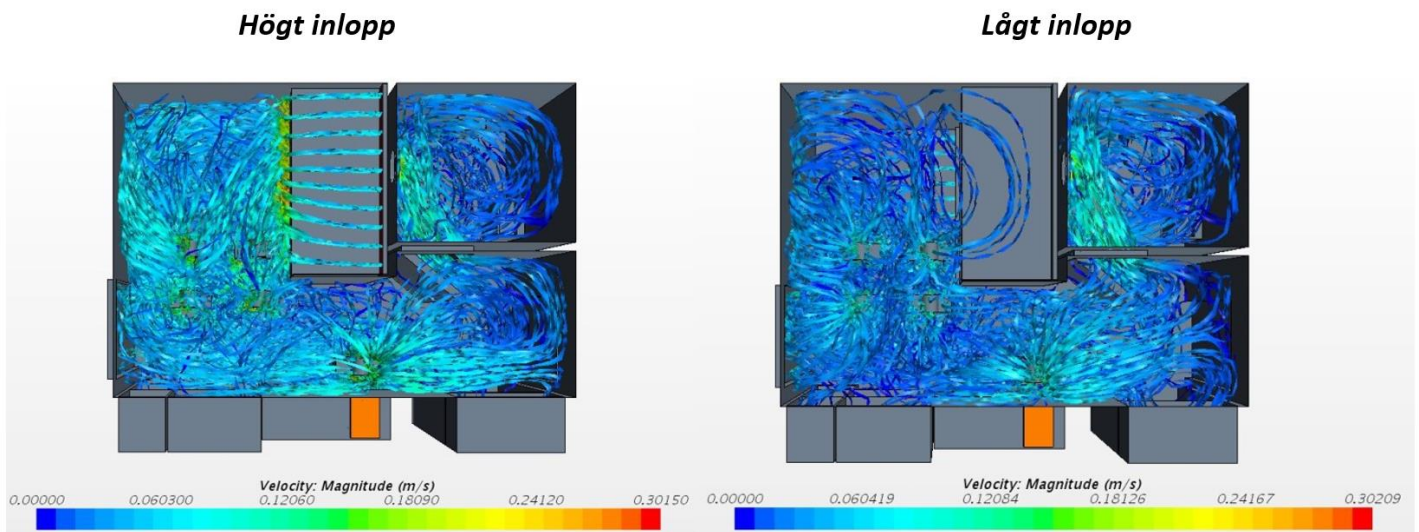 Högt inlopp
Lågt inlopp
Velocity: Magnitude (m/s)
0.00000 0.060300 0.12060 0.18090 0.24120 0.30150
Velocity: Magnitude (m/s)
0.00000 0.060419 0.12084 0.18126 0.24167 0.30209